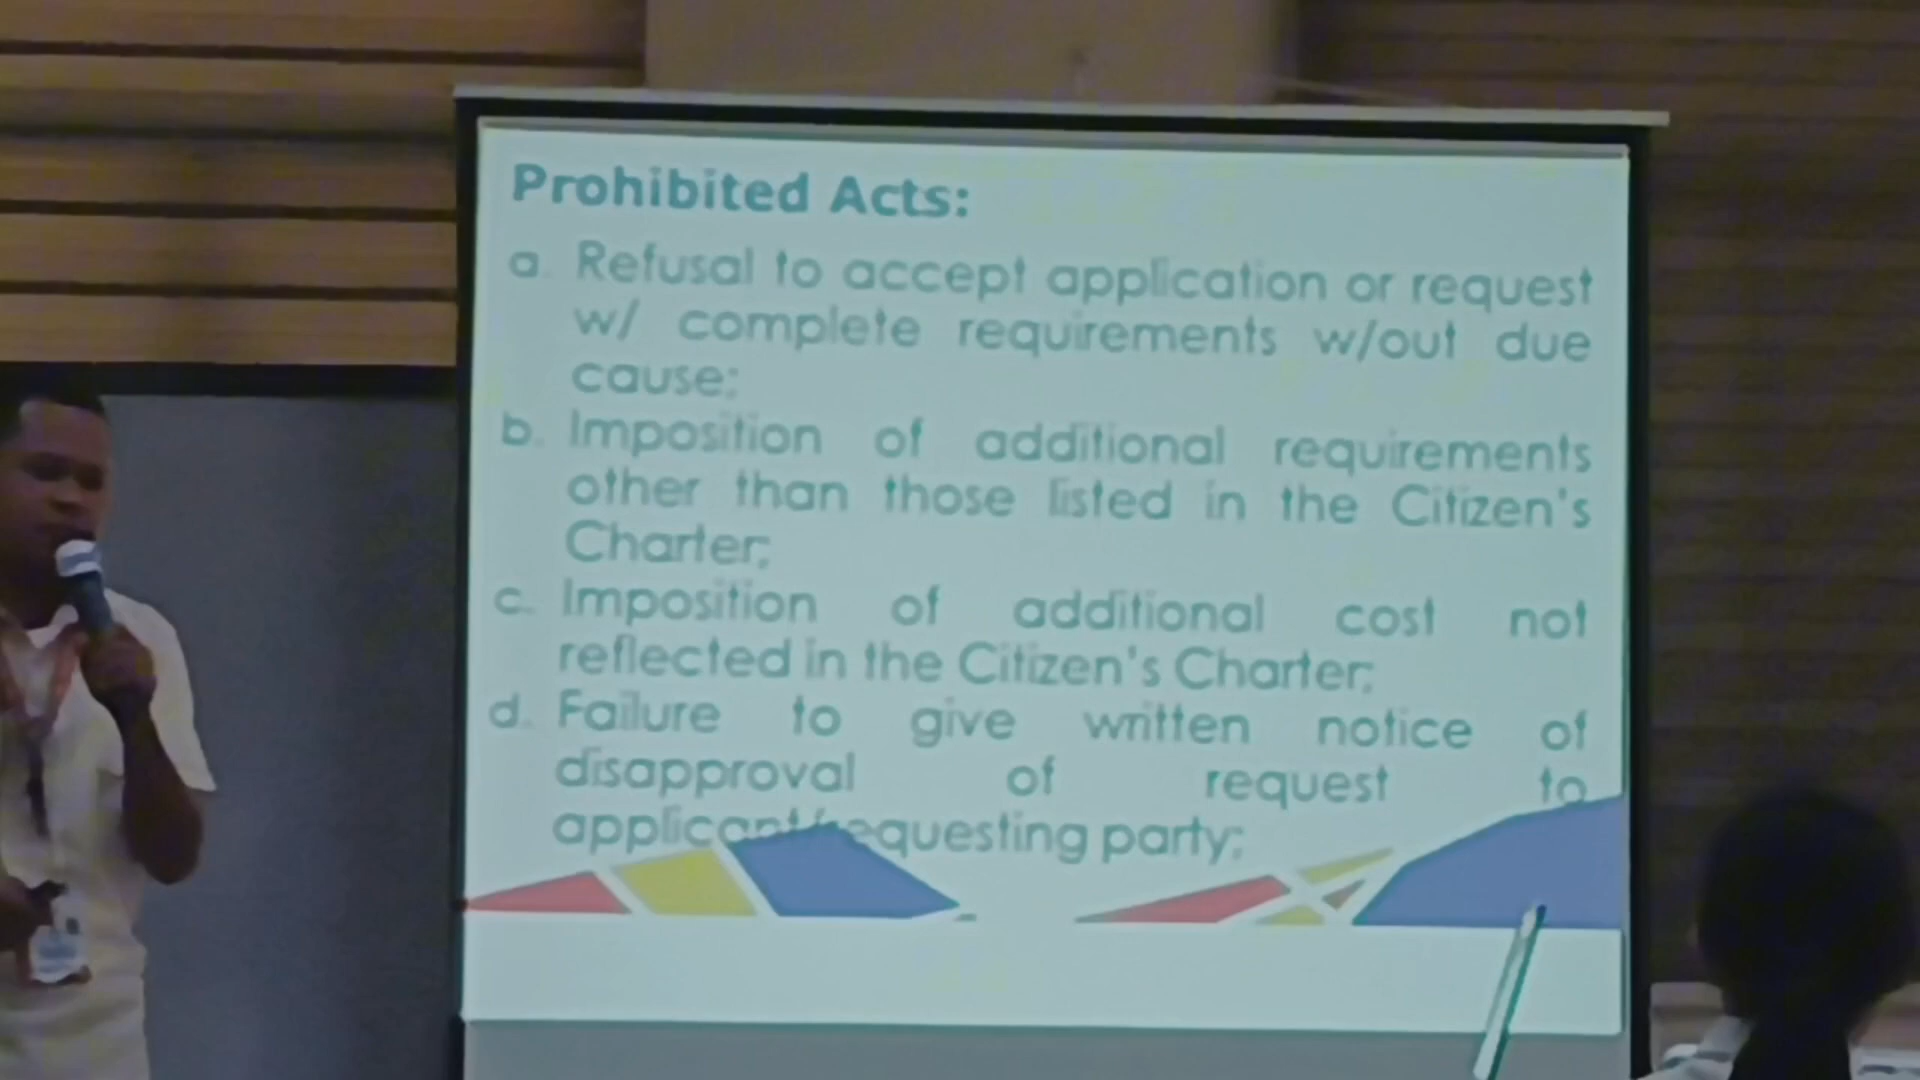 Prohibited Acts:
a. Refusal to accept application or request
w/ complete requirements w/out due
cause;
b. Imposition of additional requirements
other than those listed in the Citizen's
Charter;
c. Imposition of additional cost not
reflected in the Citizen's Charter;
d. Failure to give written notice of
disapproval of request to
applicant/requesting party;